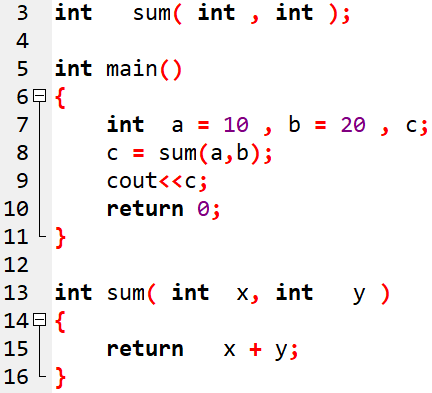 3 int   sum( int , int );
4
5 int main()
6 {
7     int  a = 10 , b = 20 , c;
8     c = sum(a,b);
9     cout<<c;
10     return 0;
11 }
12
13 int sum( int  x, int   y )
14 {
15     return   x + y;
16 }